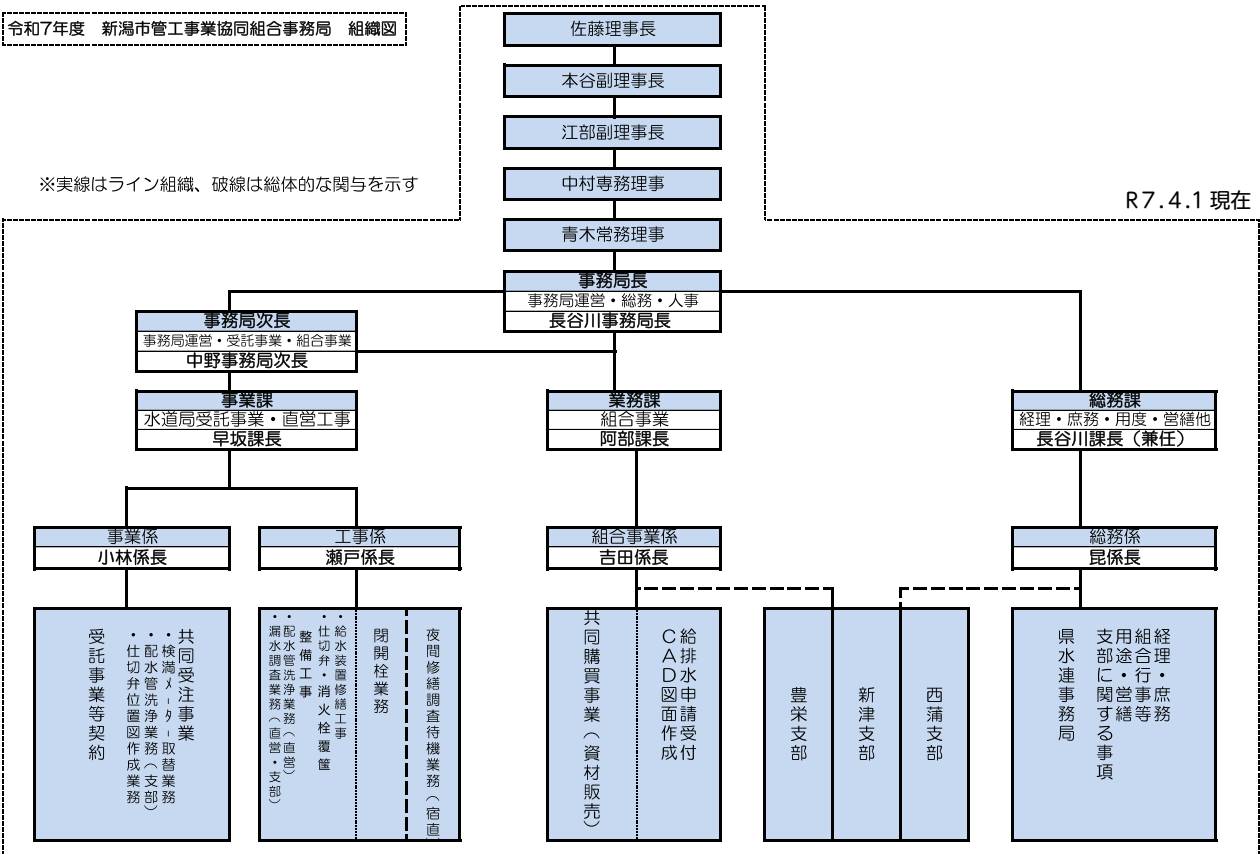 令和7年度　新潟市管工事業協同組合事務局　組織図
佐藤理事長
本谷副理事長
江部副理事長
中村専務理事
※実線はライン組織、破線は総体的な関与を示す
R7.4.1現在
青木常務理事
事務局長
事務局運営・総務・人事
長谷川事務局長
事務局次長
事務局運営・受託事業・組合事業
中野事務局次長
事業課
水道局受託事業・直営工事
早坂課長
業務課
組合事業
阿部課長
総務課
経理・庶務・用度・営繕他
長谷川課長（兼任）
事業係
小林係長
工事係
瀬戸係長
組合事業係
吉田係長
総務係
昆係長
共同受注事業
・検満メーター取替業務
・配水管洗浄業務（支部）
・仕切弁位置図作成業務
受託事業等契約
夜間修繕調査待機業務（宿直）
閉開栓業務
・給水装置修繕工事
・仕切弁・消火栓覆筐
整備工事
・配水管洗浄業務（直営）
・漏水調査業務（直営・支部）
給排水申請受付
CAD図面作成
共同購買事業（資材販売）
豊栄支部
新津支部
西蒲支部
経理・庶務
組合行事等
用途・営繕
支部に関する事項
県水連事務局